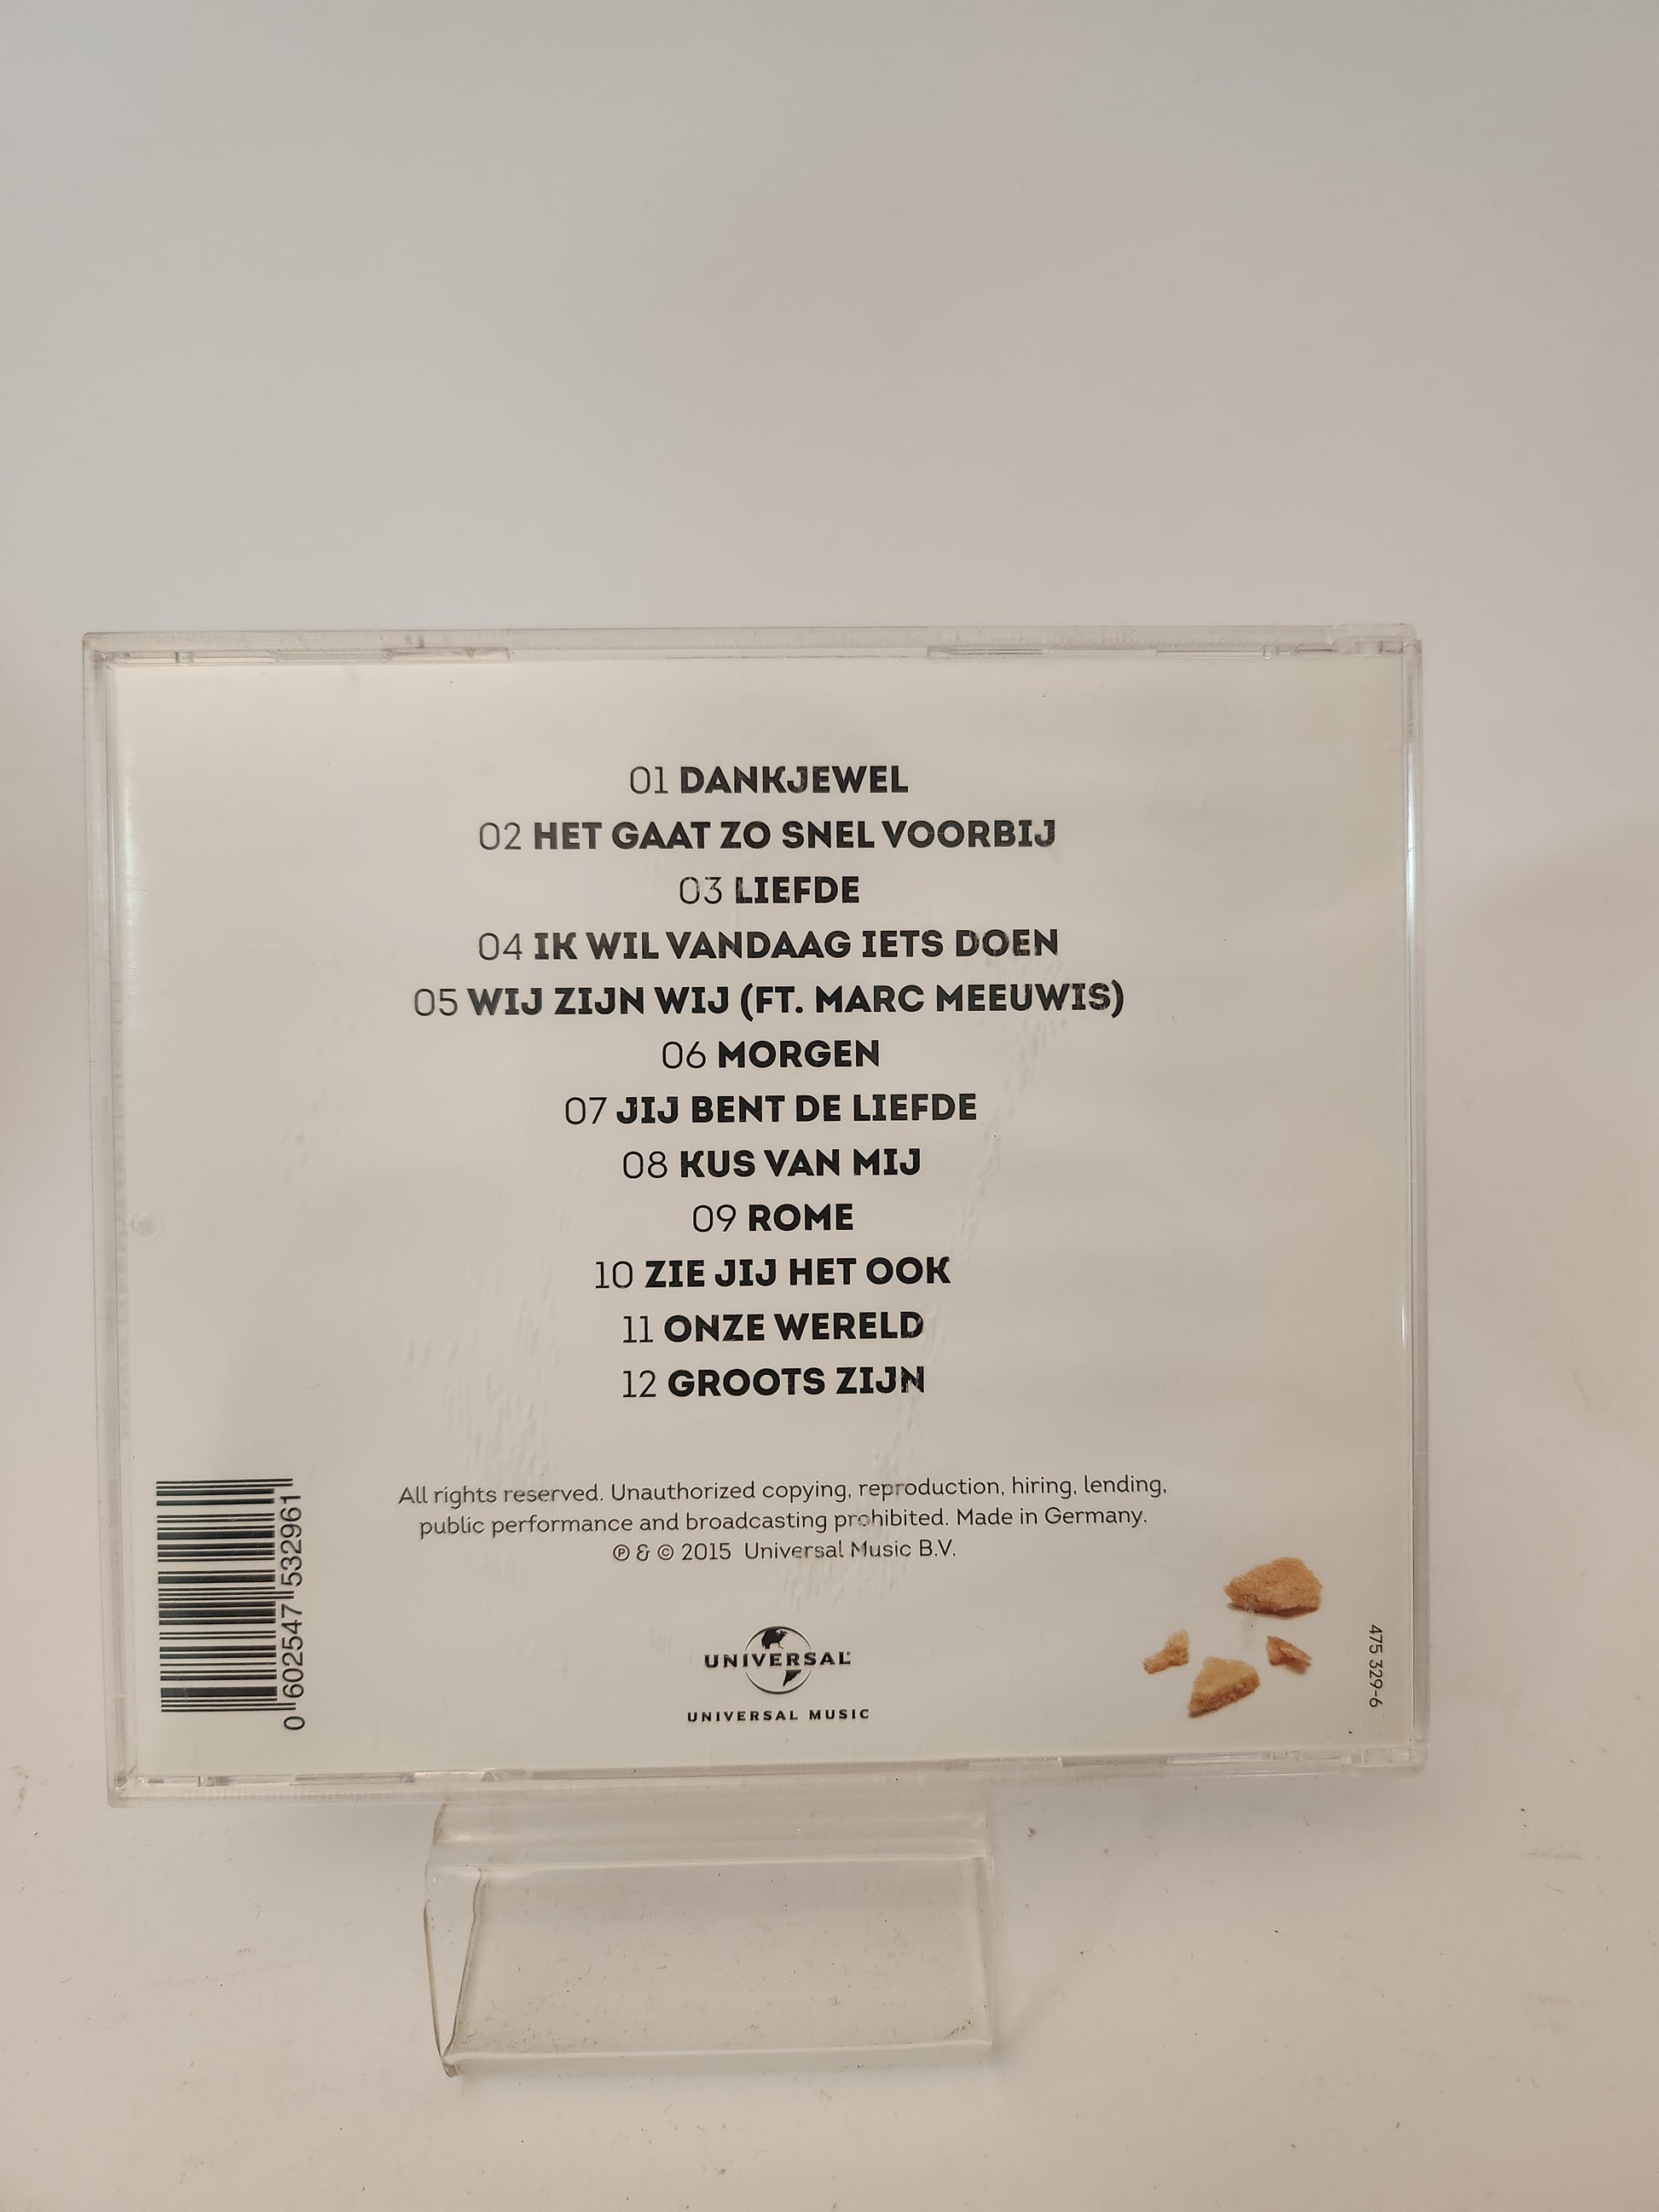 01 DANKJEWEL
02 HET GAAT ZO SNEL VOORBIJ
03 LIEFDE
04 IK WIL VANDAAG IETS DOEN
05 WIJ ZIJN WIJ (FT. MARC MEEUWIS)
06 MORGEN
07 JIJ BENT DE LIEFDE
08 KUS VAN MIJ
09 ROME
10 ZIE JIJ HET OOK
11 ONZE WERELD
12 GROOTS ZIJN
All rights reserved. Unauthorized copying, reproduction, hiring, lending,
public performance and broadcasting prohibited. Made in Germany.
℗ & © 2015 Universal Music B.V.
0 602547 532961
UNIVERSAL
UNIVERSAL MUSIC
475 329-6